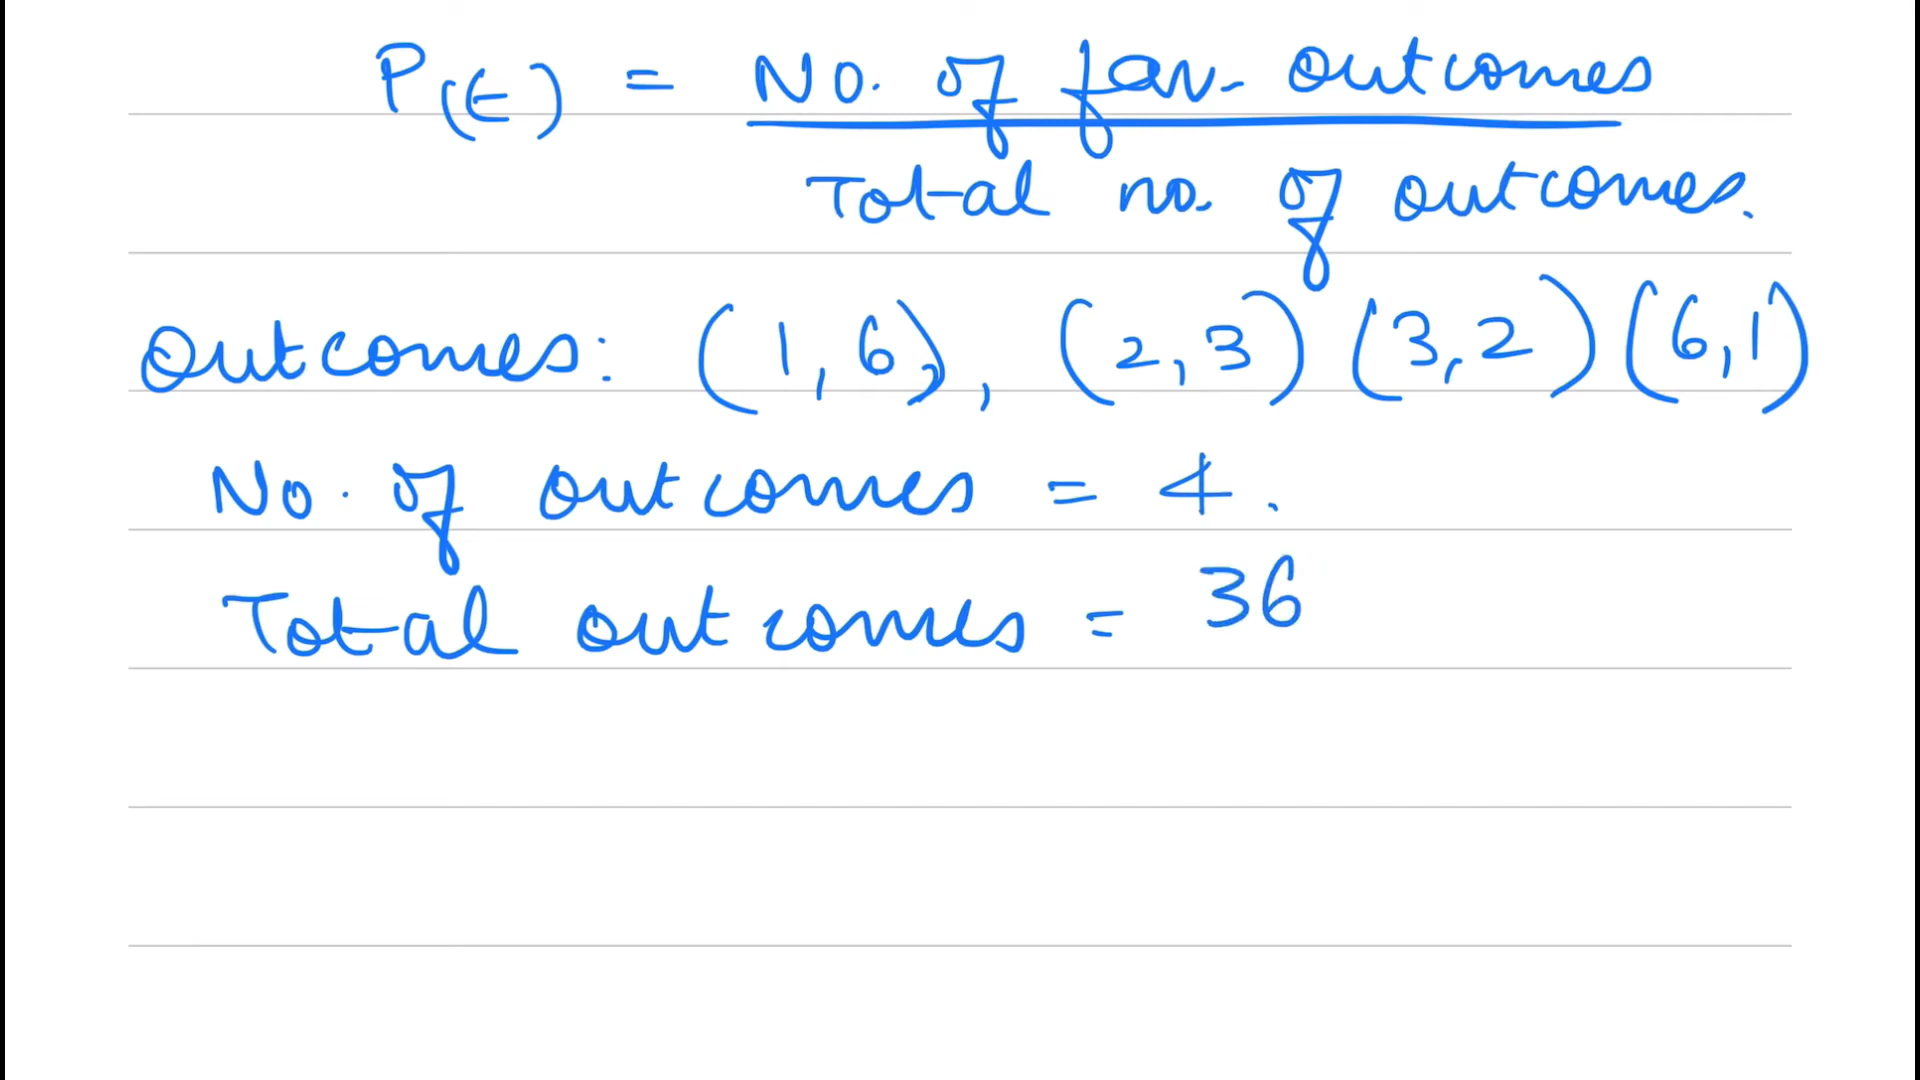 P(E) = No. of fav. outcomes
Total no. of outcomes.
Outcomes: (1,6), (2,3) (3,2) (6,1)
No. of outcomes = 4.
Total outcomes = 36